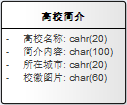 高校简介
- 高校名称: cahr(20)
- 简介内容: char(100)
- 所在城市: cahr(20)
- 校徽图片: char(60)